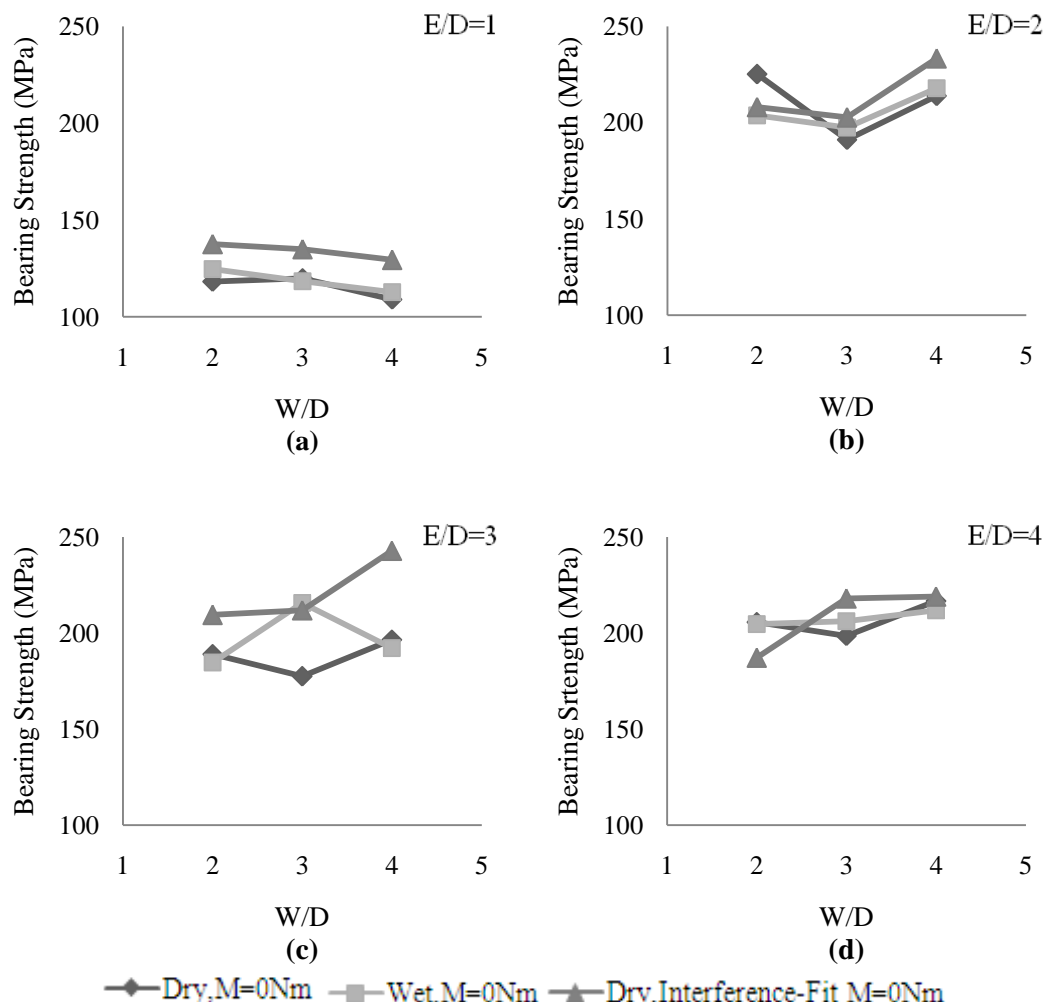 E/D=1
250
200
150
100
Bearing Strength (MPa)
1 2 3 4 5
W/D
(a)
E/D=2
250
200
150
100
Bearing Strength (MPa)
1 2 3 4 5
W/D
(b)
E/D=3
250
200
150
100
Bearing Strength (MPa)
1 2 3 4 5
W/D
(c)
E/D=4
250
200
150
100
Bearing Srtength (MPa)
1 2 3 4 5
W/D
(d)
Dry,M=0Nm Wet,M=0Nm Dry,Interference-Fit M=0Nm